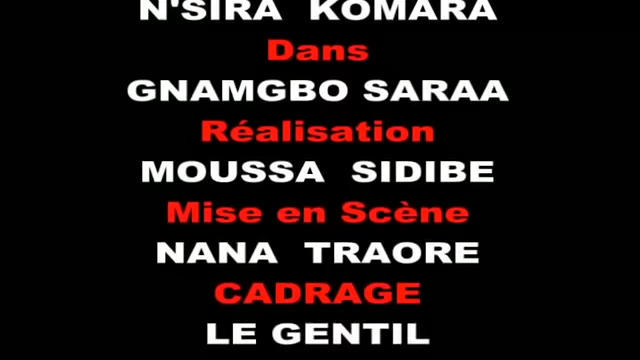 N'SIRA KOMARA
Dans
GNAMGBO SARAA
Réalisation
MOUSSA SIDIBE
Mise en Scène
NANA TRAORE
CADRAGE
LE GENTIL